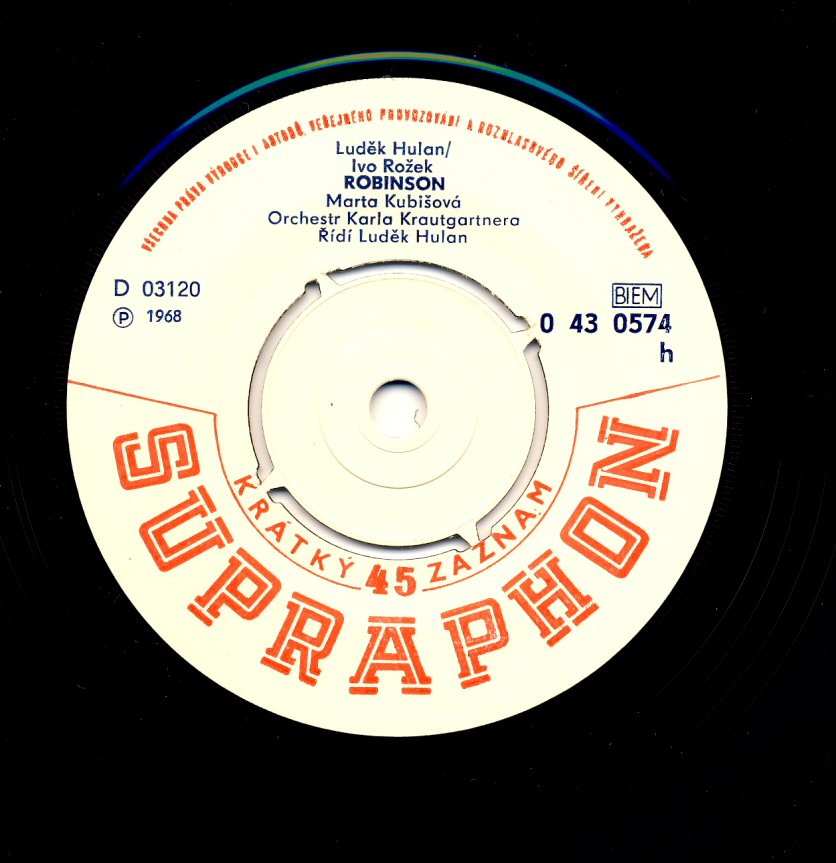 VŠECHNA PRÁVA VÝROBCE I AUTORŮ, VEŘEJNÉHO PROVOZOVÁNÍ A ROZHLASOVÉHO ŠÍŘENÍ VYHRAŽENA
Luděk Hulan/
Ivo Rožek
ROBINSON
Marta Kubišová
Orchestr Karla Krautgartnera
Řídí Luděk Hulan
D 03120
Ⓟ 1968
BIEM
0 43 0574
h
KRÁTKÝ 45 ZÁZNAM
SUPRAPHON